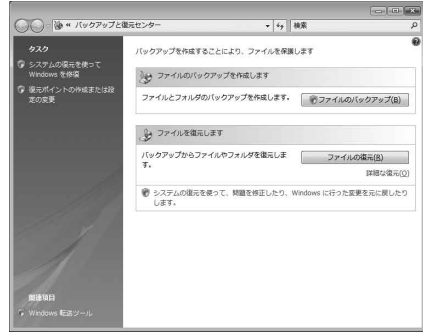 « バックアップと復元センター
検索
タスク
システムの復元を使って
Windows を修復
復元ポイントの作成または設
定の変更
関連項目
Windows 転送ツール
バックアップを作成することにより、ファイルを保護します
ファイルのバックアップを作成します
ファイルとフォルダのバックアップを作成します。
ファイルのバックアップ(B)
ファイルを復元します
バックアップからファイルやフォルダを復元しま
す。
ファイルの復元(R)
詳細な復元(O)
システムの復元を使って、問題を修正したり、Windows に行った変更を元に戻したり
します。